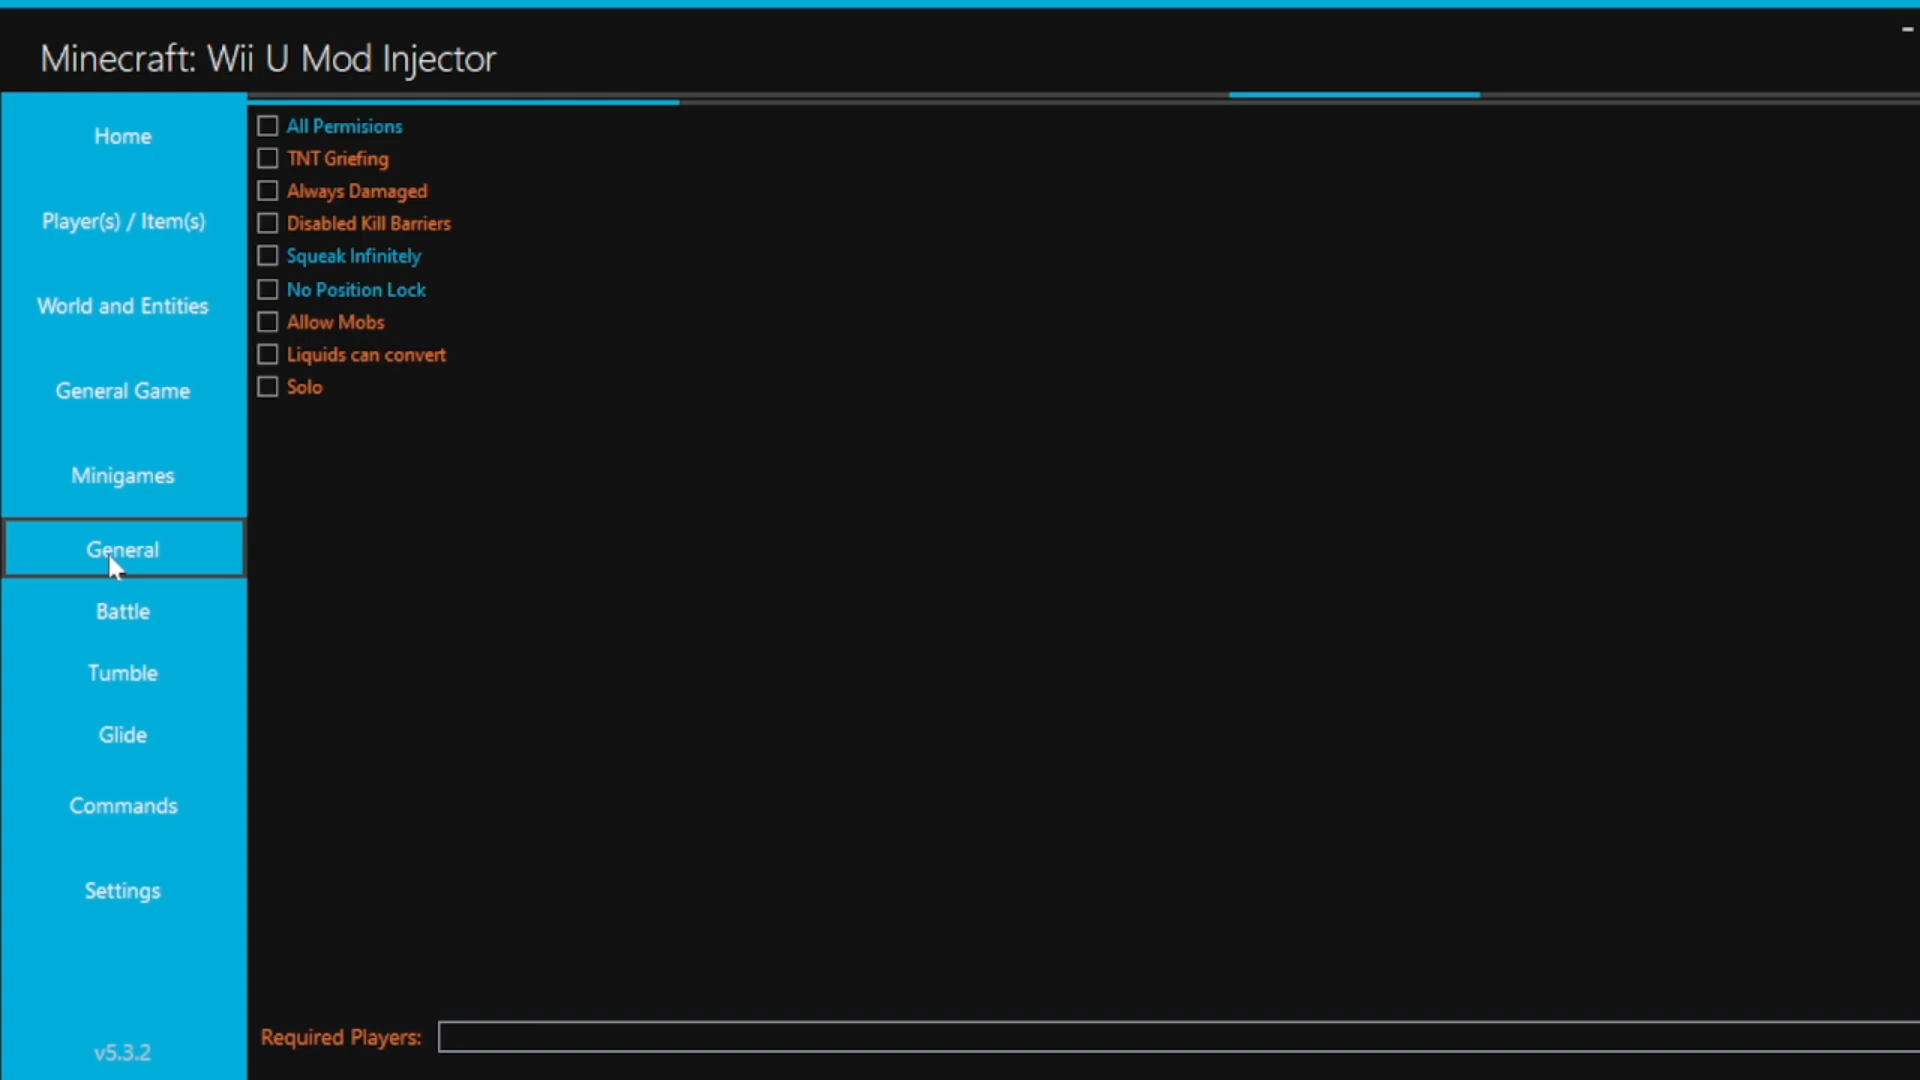 Minecraft: Wii U Mod Injector
Home
Player(s) / Item(s)
World and Entities
General Game
Minigames
General
Battle
Tumble
Glide
Commands
Settings
v5.3.2
All Permisions
TNT Griefing
Always Damaged
Disabled Kill Barriers
Squeak Infinitely
No Position Lock
Allow Mobs
Liquids can convert
Solo
Required Players: